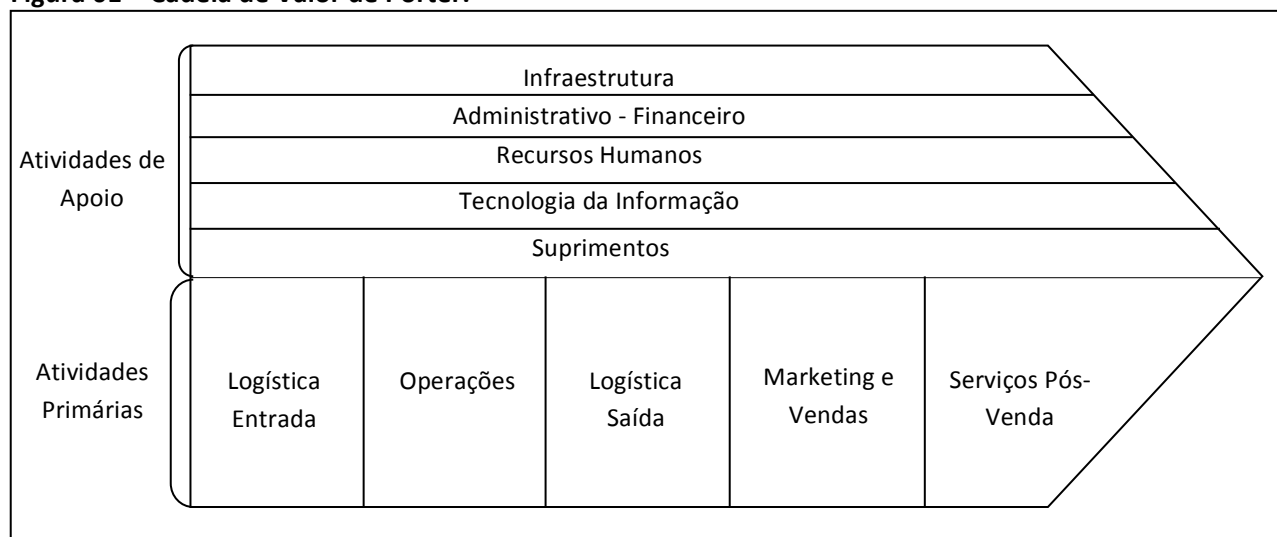 Infraestrutura
Administrativo - Financeiro
Recursos Humanos
Tecnologia da Informação
Suprimentos
Atividades de
Apoio
Atividades
Primárias
Logística
Entrada
Operações
Logística
Saída
Marketing e
Vendas
Serviços Pós-
Venda